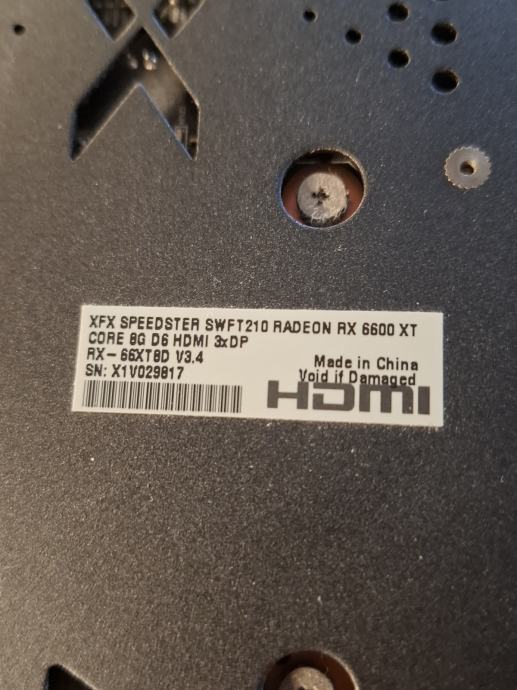 XFX SPEEDSTER SWFT210 RADEON RX 6600 XT
CORE 8G D6 HDMI 3xDP
RX-66XT8D V3.4
SN: X1V029817
Made in China
Void if Damaged
HDMI